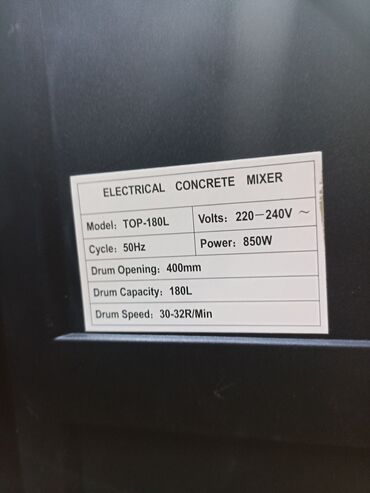 ELECTRICAL CONCRETE MIXER
Model: TOP-180L Volts: 220-240V ~
Cycle: 50Hz Power: 850W
Drum Opening: 400mm
Drum Capacity: 180L
Drum Speed: 30-32R/Min